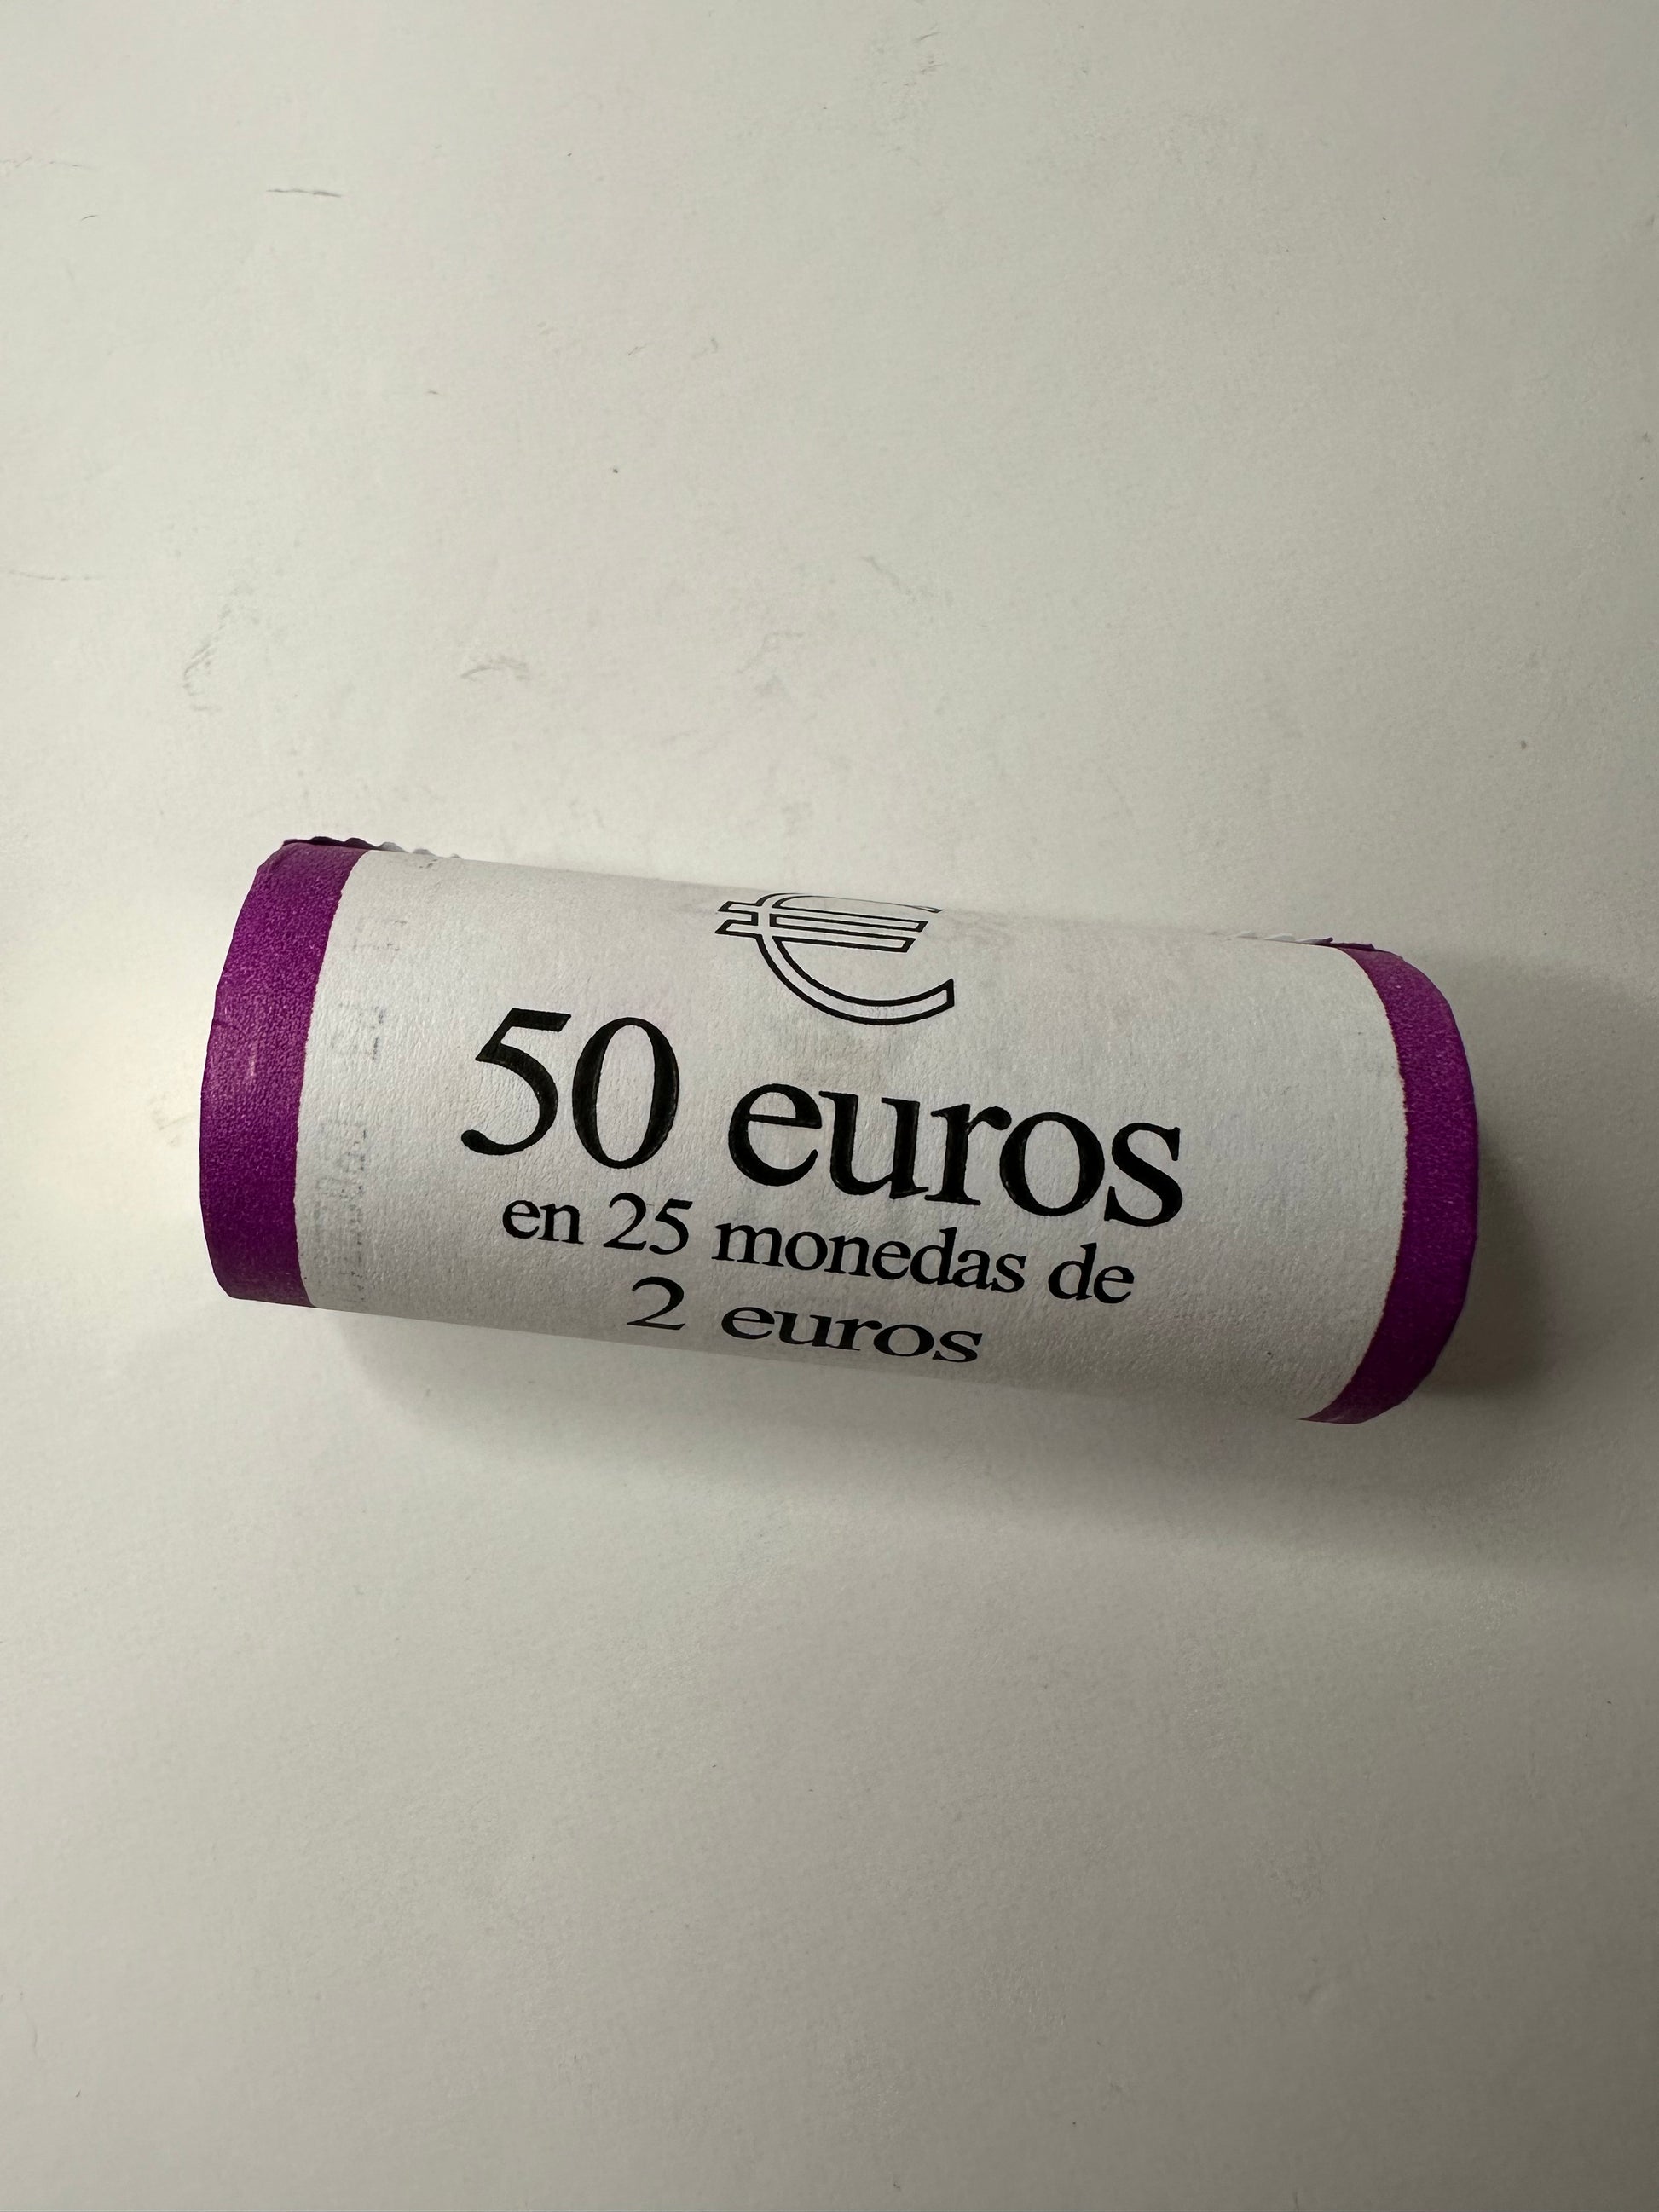 €
50 euros
en 25 monedas de
2 euros